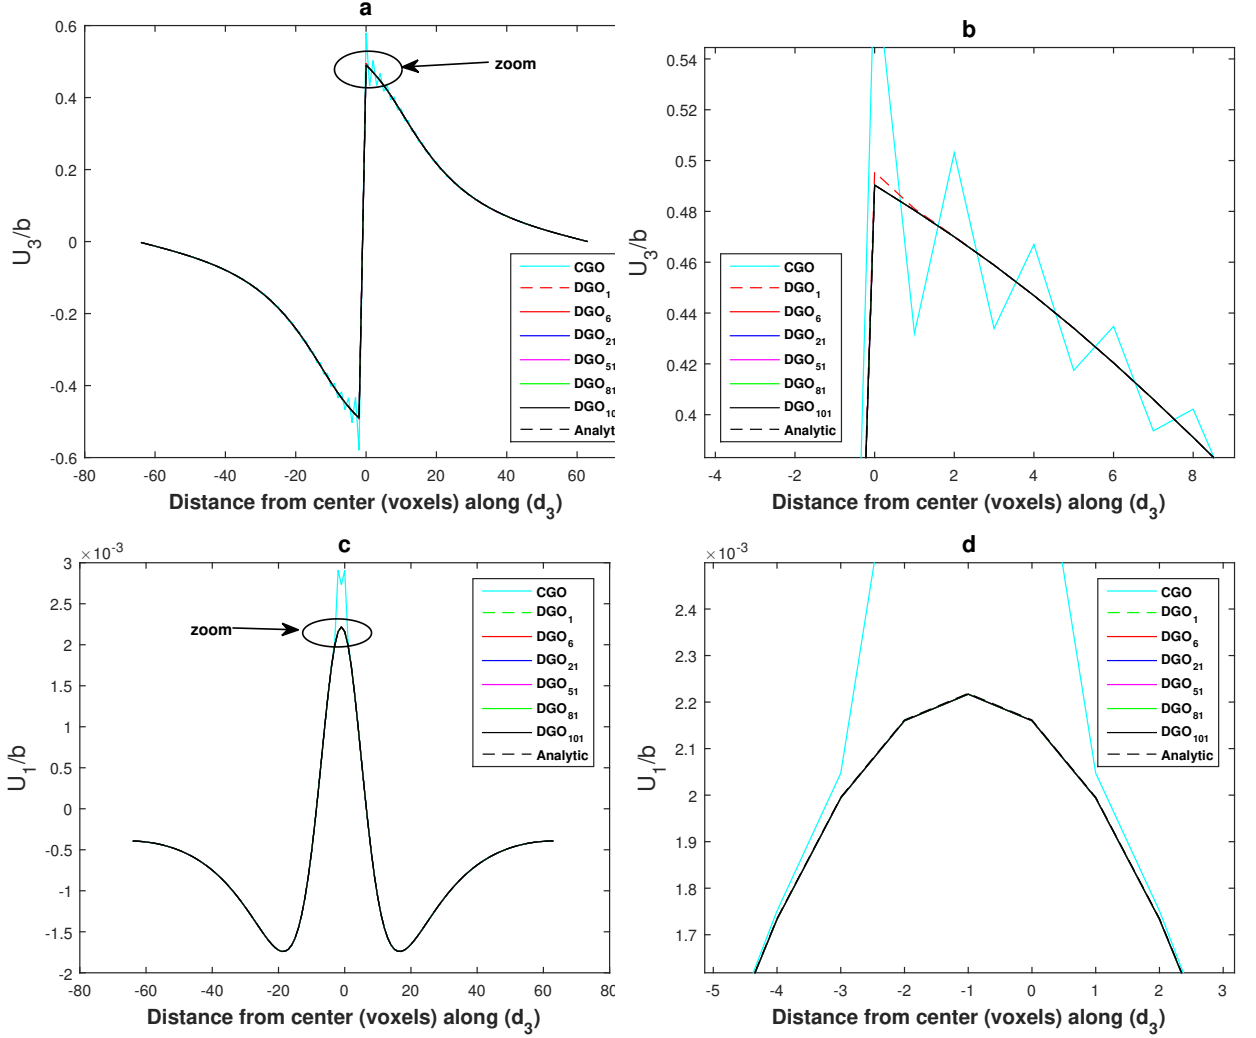 a
0.6
0.4
0.2
0
-0.2
-0.4
-0.6
-80
-60
-40
-20
0
20
40
60
U3/b
Distance from center (voxels) along (d3)
zoom
CGO
DGO1
DGO6
DGO21
DGO51
DGO81
DGO10
Analyt
b
0.54
0.52
0.5
0.48
0.46
0.44
0.42
0.4
-4
-2
0
2
4
6
8
U3/b
Distance from center (voxels) along (d3)
CGO
DGO1
DGO6
DGO21
DGO51
DGO81
DGO101
Analytic
c
×10-3
3
2.5
2
1.5
1
0.5
0
-0.5
-1
-1.5
-2
-80
-60
-40
-20
0
20
40
60
80
U1/b
Distance from center (voxels) along (d3)
zoom
CGO
DGO1
DGO6
DGO21
DGO51
DGO81
DGO101
Analytic
d
×10-3
2.4
2.3
2.2
2.1
2
1.9
1.8
1.7
-5
-4
-3
-2
-1
0
1
2
3
U1/b
Distance from center (voxels) along (d3)
CGO
DGO1
DGO6
DGO21
DGO51
DGO81
DGO101
Analytic